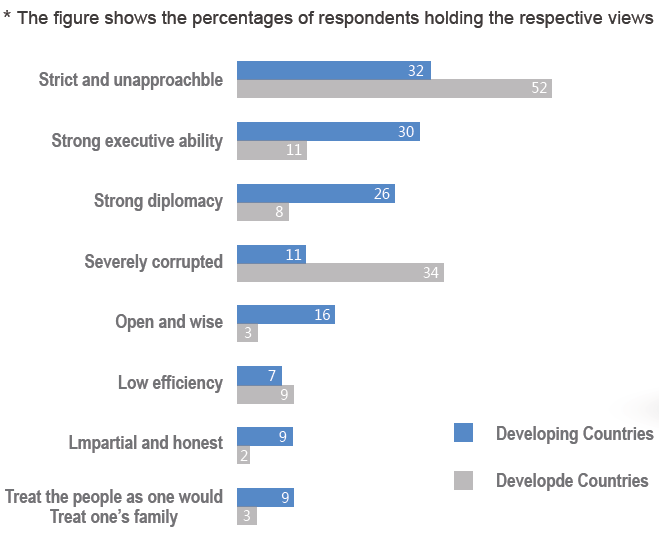 * The figure shows the percentages of respondents holding the respective views
Strict and unapproachble
32
52
Strong executive ability
30
11
Strong diplomacy
26
8
Severely corrupted
11
34
Open and wise
16
3
Low efficiency
7
9
Lmpartial and honest
9
2
Treat the people as one would
Treat one's family
9
3
Developing Countries
Developde Countries